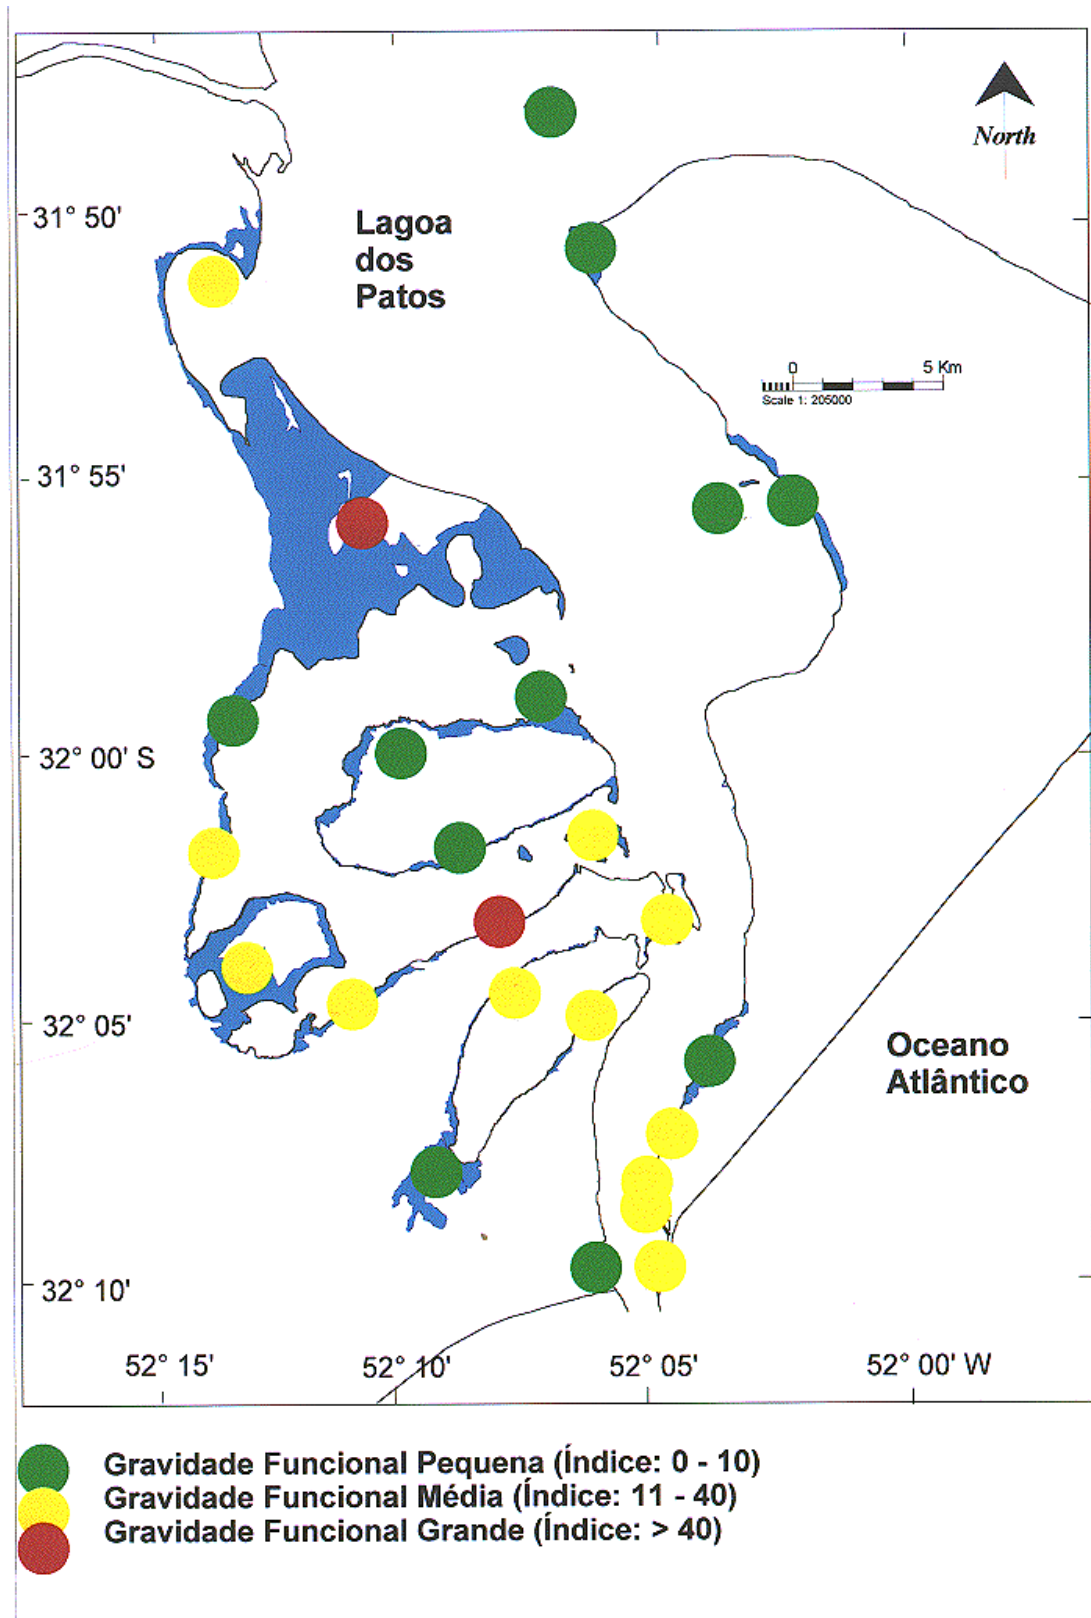 North
31° 50'
Lagoa
dos
Patos
0 5 Km
Scale 1: 205000
31° 55'
32° 00' S
32° 05'
Oceano
Atlântico
32° 10'
52° 15' 52° 10' 52° 05' 52° 00' W
Gravidade Funcional Pequena (Índice: 0 - 10)
Gravidade Funcional Média (Índice: 11 - 40)
Gravidade Funcional Grande (Índice: > 40)